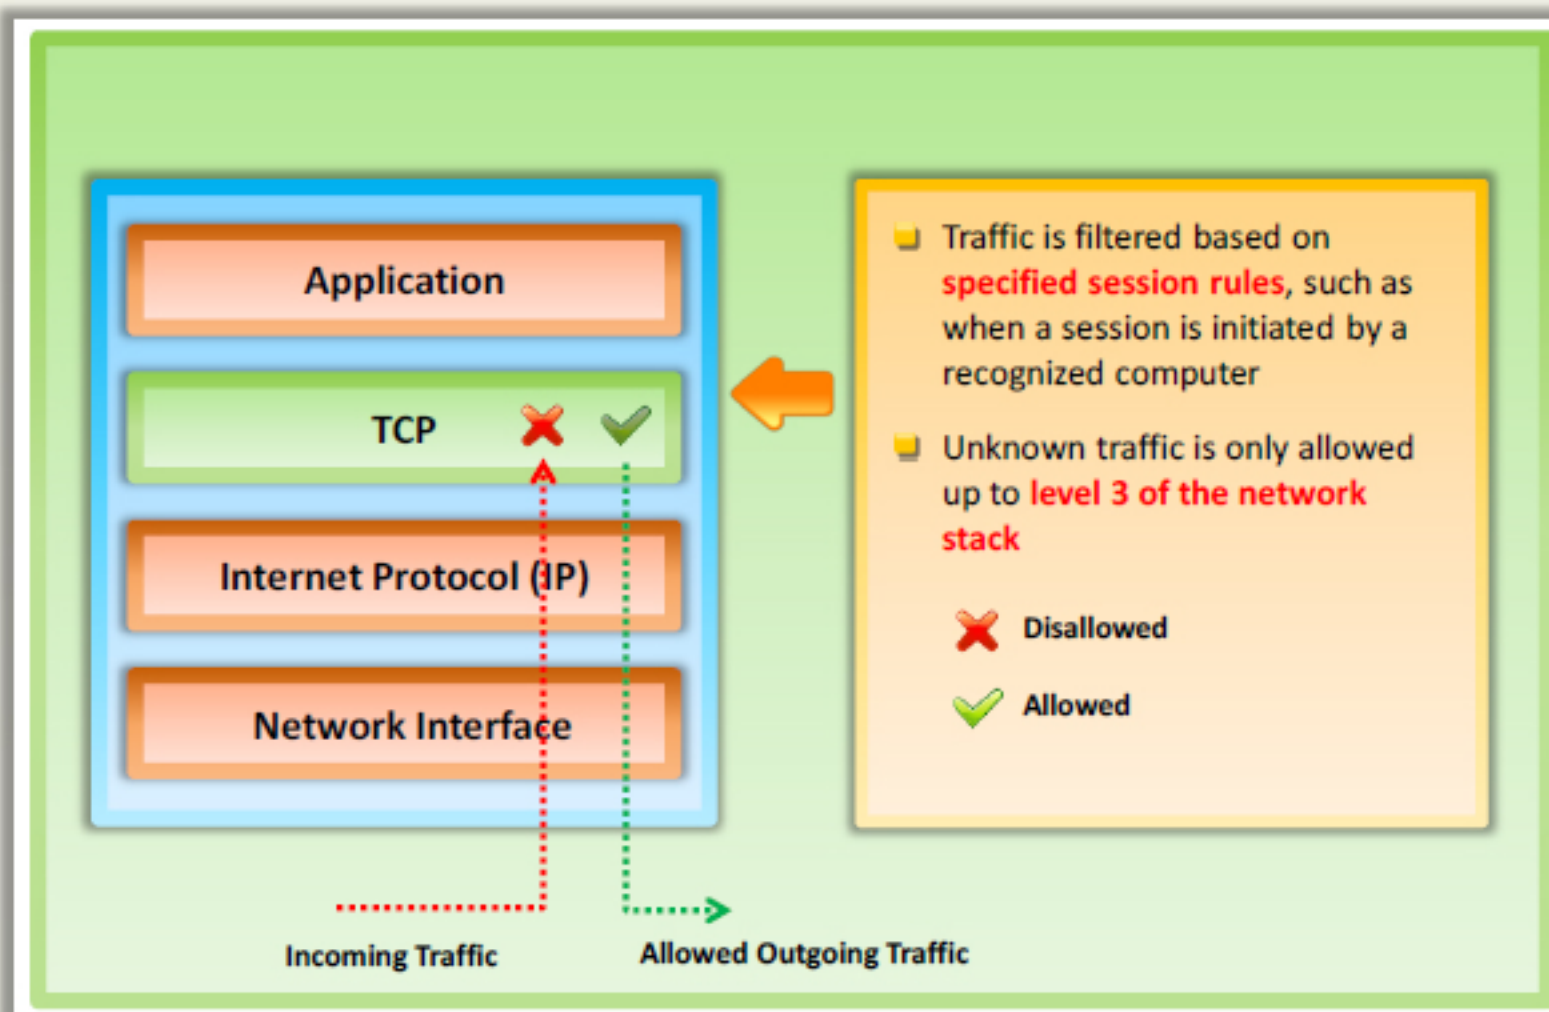 Application
TCP
Internet Protocol (IP)
Network Interface
Incoming Traffic
Allowed Outgoing Traffic
Traffic is filtered based on
specified session rules, such as
when a session is initiated by a
recognized computer
Unknown traffic is only allowed
up to level 3 of the network
stack
Disallowed
Allowed